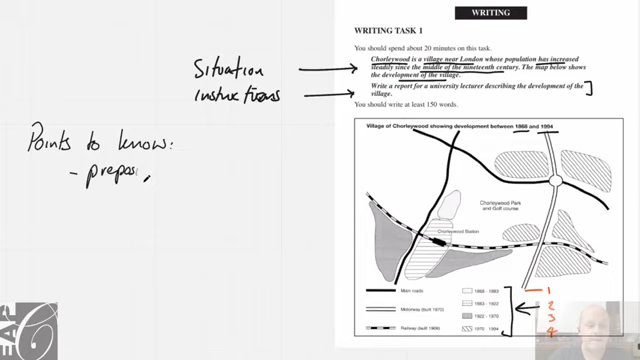 WRITING
WRITING TASK 1
You should spend about 20 minutes on this task.
Situation
Chorleywood is a village near London whose population has increased
steadily since the middle of the nineteenth century. The map below shows
the development of the village.
Instructions
Write a report for a university lecturer describing the development of the
village.
You should write at least 150 words.
Points to know:
- prepos
Village of Chorleywood showing development between 1868 and 1994
Chorleywood Park
and Golf course
Chorleywood Station
Main roads
Motorway (built 1970)
Railway (built 1909)
1868 - 1883
1883 - 1922
1922 - 1970
1970 - 1994
1
2
3
4
EAP